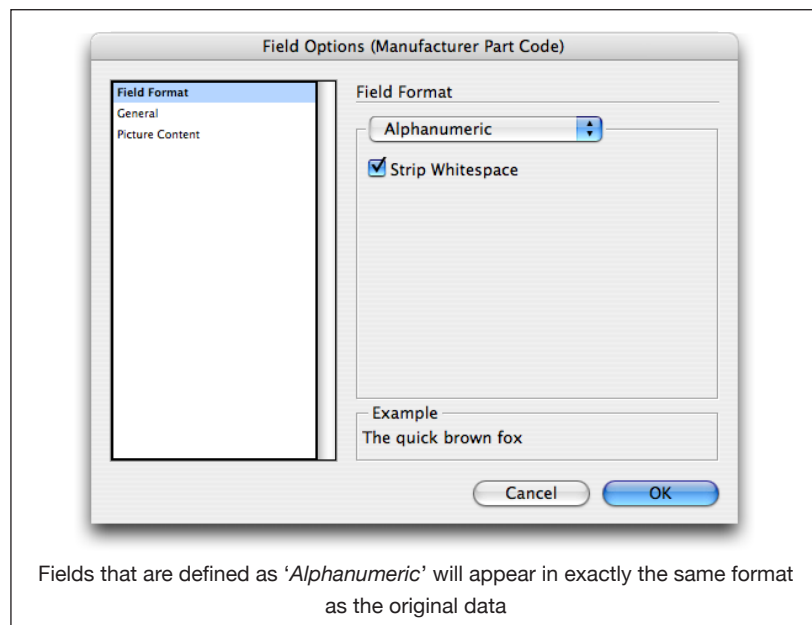 Field Options (Manufacturer Part Code)
Field Format
General
Picture Content
Field Format
Alphanumeric
Strip Whitespace
Example
The quick brown fox
Cancel
OK
Fields that are defined as ‘Alphanumeric’ will appear in exactly the same format
as the original data